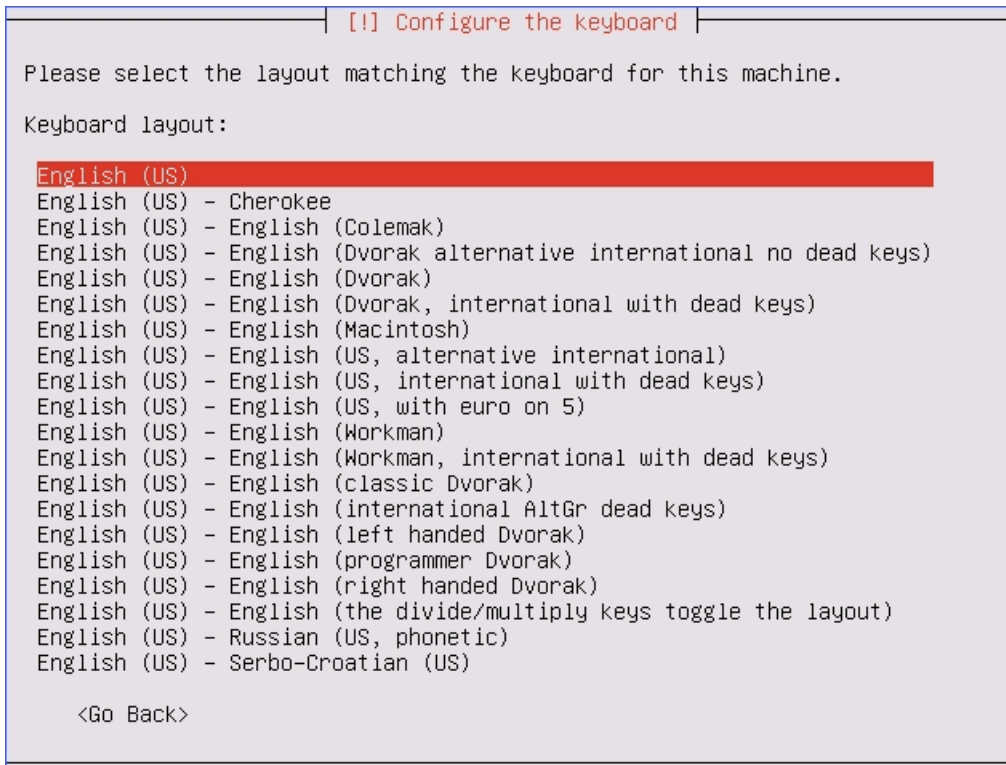 [!] Configure the keyboard
Please select the layout matching the keyboard for this machine.
Keyboard layout:
English (US)
English (US) - Cherokee
English (US) - English (Colemak)
English (US) - English (Dvorak alternative international no dead keys)
English (US) - English (Dvorak)
English (US) - English (Dvorak, international with dead keys)
English (US) - English (Macintosh)
English (US) - English (US, alternative international)
English (US) - English (US, international with dead keys)
English (US) - English (US, with euro on 5)
English (US) - English (Workman)
English (US) - English (Workman, international with dead keys)
English (US) - English (classic Dvorak)
English (US) - English (international AltGr dead keys)
English (US) - English (left handed Dvorak)
English (US) - English (programmer Dvorak)
English (US) - English (right handed Dvorak)
English (US) - English (the divide/multiply keys toggle the layout)
English (US) - Russian (US, phonetic)
English (US) - Serbo-Croatian (US)
<Go Back>